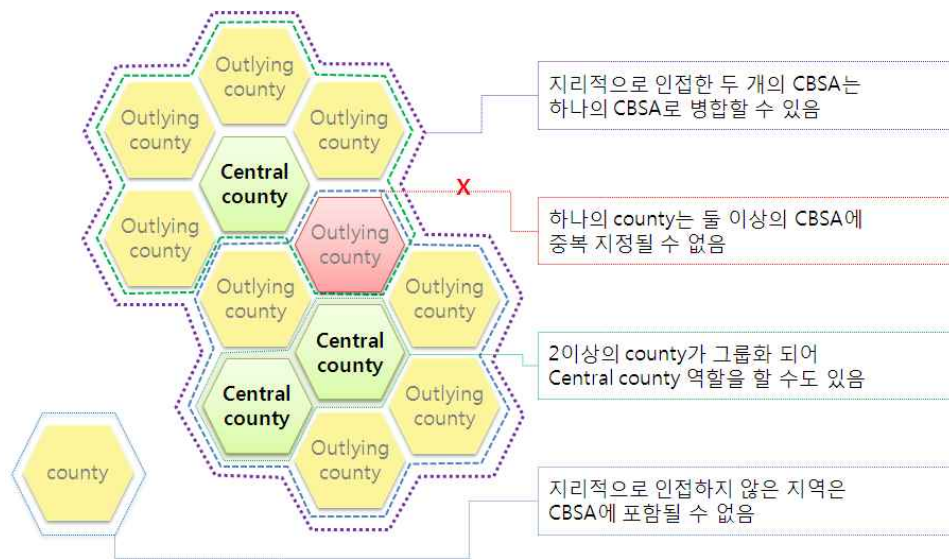 Outlying
county
Outlying
county
Outlying
county
Central
county
Outlying
county
Outlying
county
Outlying
county
Outlying
county
Central
county
Central
county
Outlying
county
Outlying
county
county
지리적으로 인접한 두 개의 CBSA는
하나의 CBSA로 병합할 수 있음
X
하나의 county는 둘 이상의 CBSA에
중복 지정될 수 없음
2이상의 county가 그룹화 되어
Central county 역할을 할 수도 있음
지리적으로 인접하지 않은 지역은
CBSA에 포함될 수 없음